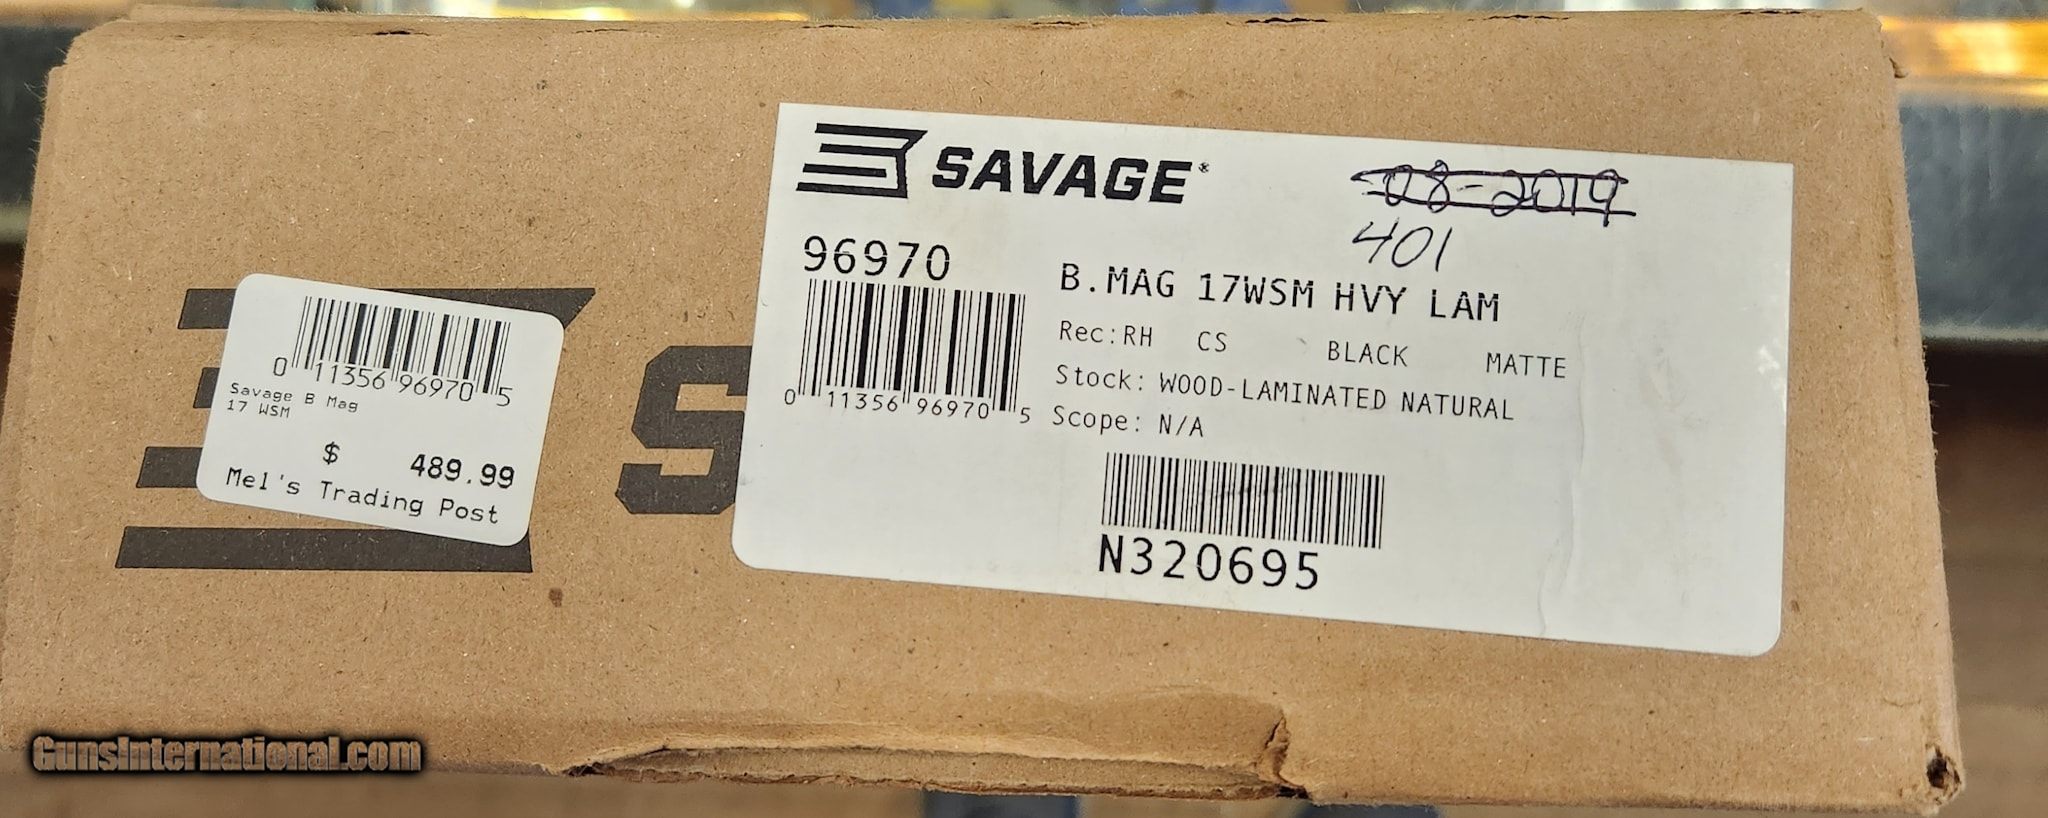 0 11356 96970 5
Savage B Mag
17 WSM
$ 489.99
Mel's Trading Post
S
SAVAGE
08-2019
401
96970
0 11356 96970 5
B.MAG 17WSM HVY LAM
Rec:RH CS BLACK MATTE
Stock: WOOD-LAMINATED NATURAL
Scope: N/A
N320695
GunsInternational.com